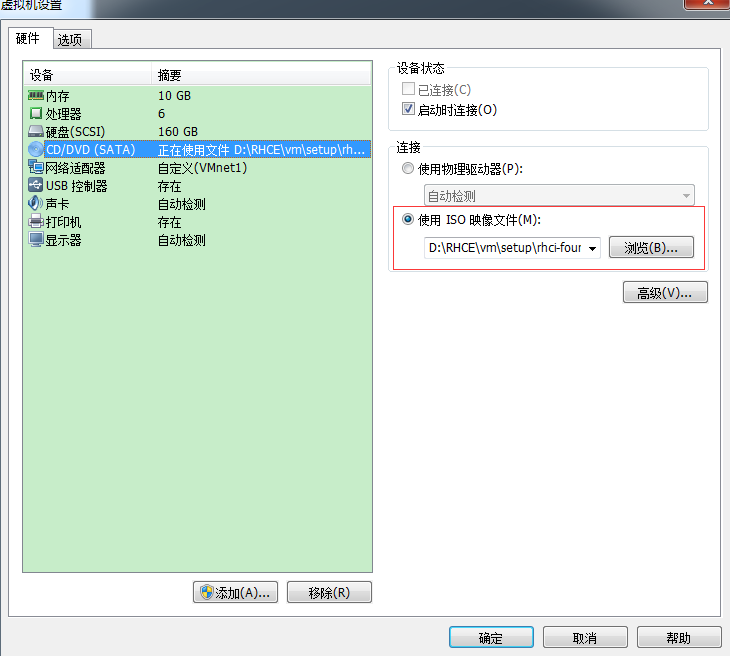 虚拟机设置
硬件 选项
设备 摘要
内存 10 GB
处理器 6
硬盘(SCSI) 160 GB
CD/DVD (SATA) 正在使用文件 D:\RHCE\vm\setup\rh...
网络适配器 自定义(VMnet1)
USB 控制器 存在
声卡 自动检测
打印机 存在
显示器 自动检测
添加(A)... 移除(R)
设备状态
已连接(C)
启动时连接(O)
连接
使用物理驱动器(P):
自动检测
使用 ISO 映像文件(M):
D:\RHCE\vm\setup\rhci-four 浏览(B)...
高级(V)...
确定 取消 帮助